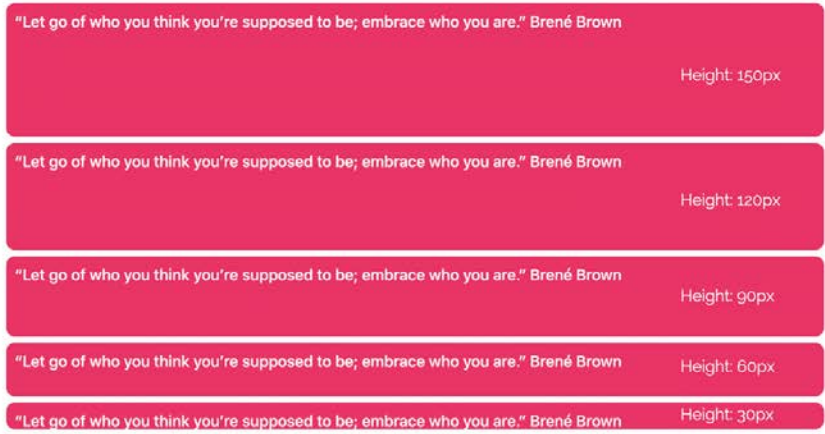 “Let go of who you think you’re supposed to be; embrace who you are.” Brené Brown
Height: 150px
“Let go of who you think you’re supposed to be; embrace who you are.” Brené Brown
Height: 120px
“Let go of who you think you’re supposed to be; embrace who you are.” Brené Brown
Height: 90px
“Let go of who you think you’re supposed to be; embrace who you are.” Brené Brown
Height: 60px
“Let go of who you think you’re supposed to be; embrace who you are.” Brené Brown
Height: 30px